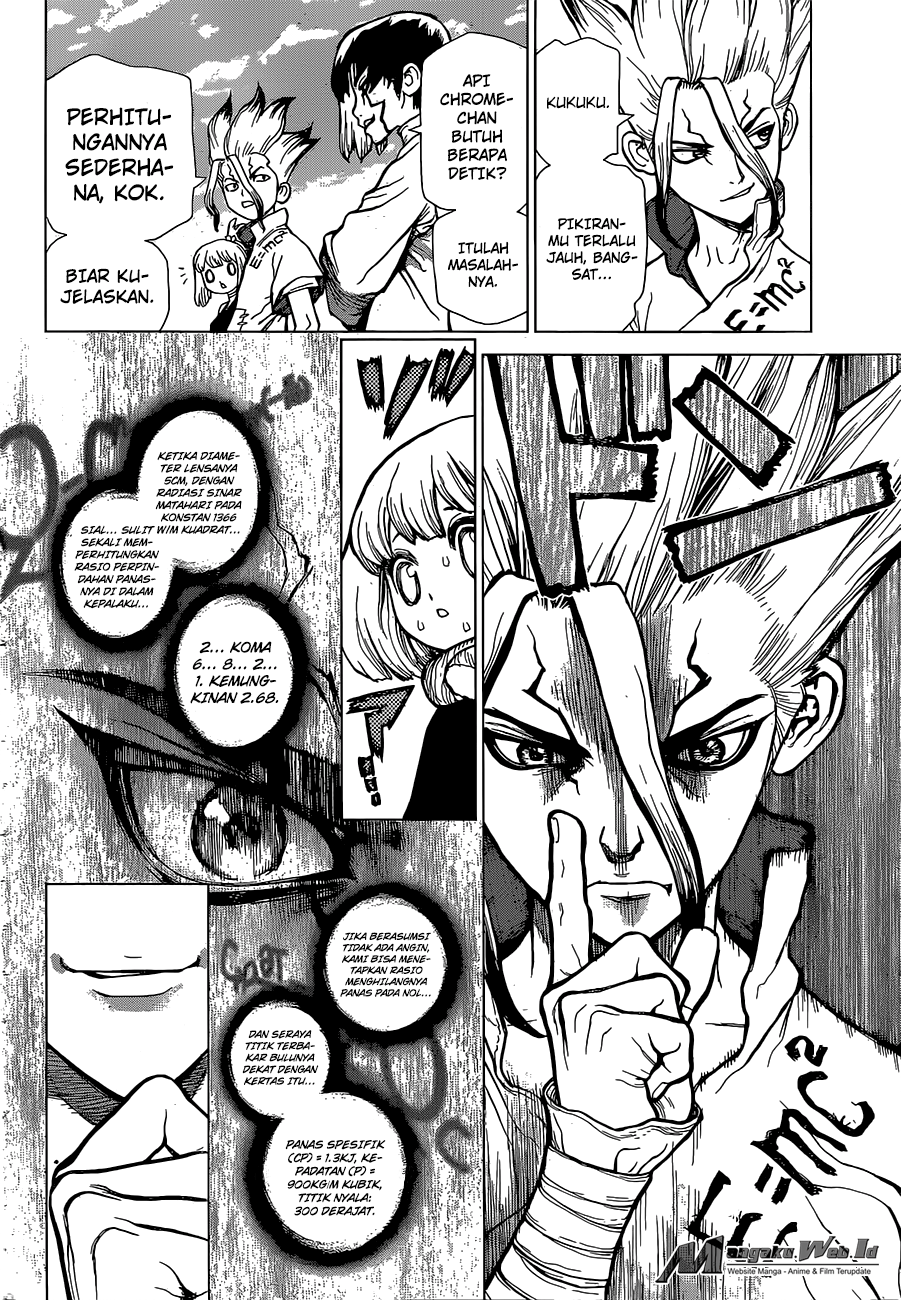 KUKUKU.
PIKIRAN-
MU TERLALU
JAUH, BANG-
SAT...
E=mc²
API
CHROME-
CHAN BUTUH
BERAPA
DETIK?
ITULAH
MASALAH-
NYA.
PERHITU-
NGANNYA
SEDERHA-
NA, KOK.
BIAR KU-
JELASKAN.
E=mc²
E=mc²
KETIKA DIAME-
TER LENSANYA
5CM, DENGAN
RADIASI SINAR
MATAHARI PADA
KONSTAN 1366
W/M KUADRAT...
SIAL... SULIT
SEKALI MEM-
PERHITUNGKAN
RASIO PERPIN-
DAHAN PANAS-
NYA DI DALAM
KEPALAKU...
2... KOMA
6... 8... 2...
1. KEMUNG-
KINAN 2.68.
JIKA BERASUMSI
TIDAK ADA ANGIN,
KAMI BISA MENE-
TAPKAN RASIO
MENGHILANGNYA
PANAS PADA NOL...
DAN SERAYA
TITIK TERBA-
KAR BULUNYA
DEKAT DENGAN
KERTAS ITU...
PANAS SPESIFIK
(CP) = 1.3KJ, KE-
PADATAN (P) =
900KG/M KUBIK,
TITIK NYALA:
300 DERAJAT.
Mangaku.Web.Id
Website Manga - Anime & Film Terupdate